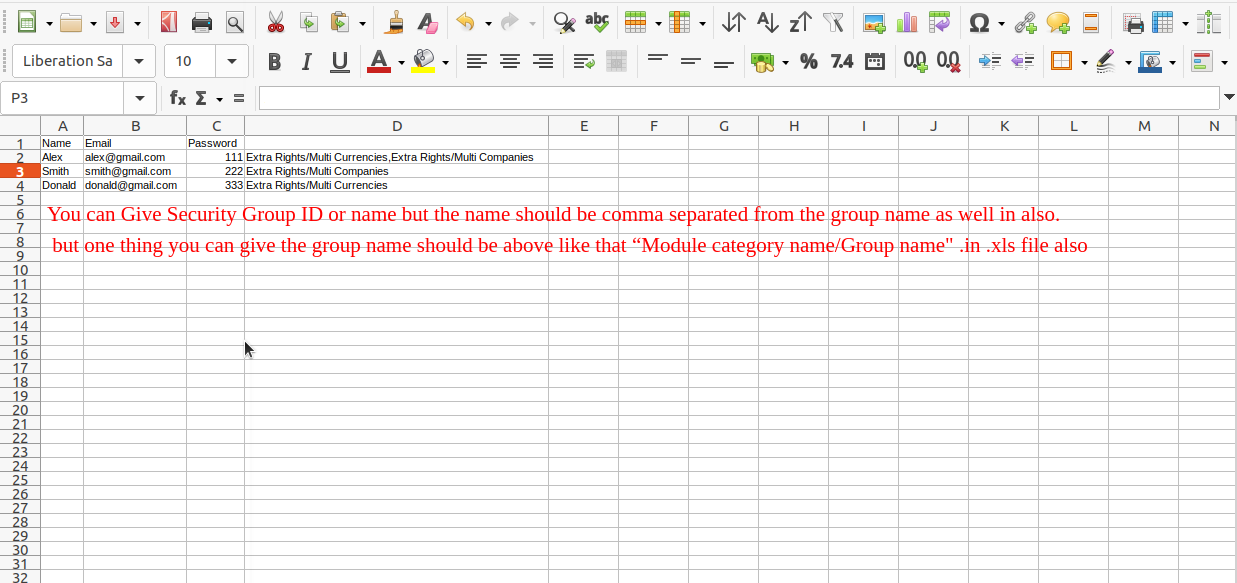 Liberation Sa 10
7.4 0.0 0.0
P3
A B C D E F G H I J K L M N
1 Name Email Password
2 Alex alex@gmail.com 111 Extra Rights/Multi Currencies,Extra Rights/Multi Companies
3 Smith smith@gmail.com 222 Extra Rights/Multi Companies
4 Donald donald@gmail.com 333 Extra Rights/Multi Currencies
5
6 You can Give Security Group ID or name but the name should be comma separated from the group name as well in also.
7
8 but one thing you can give the group name should be above like that “Module category name/Group name" .in .xls file also
9
10
11
12
13
14
15
16
17
18
19
20
21
22
23
24
25
26
27
28
29
30
31
32